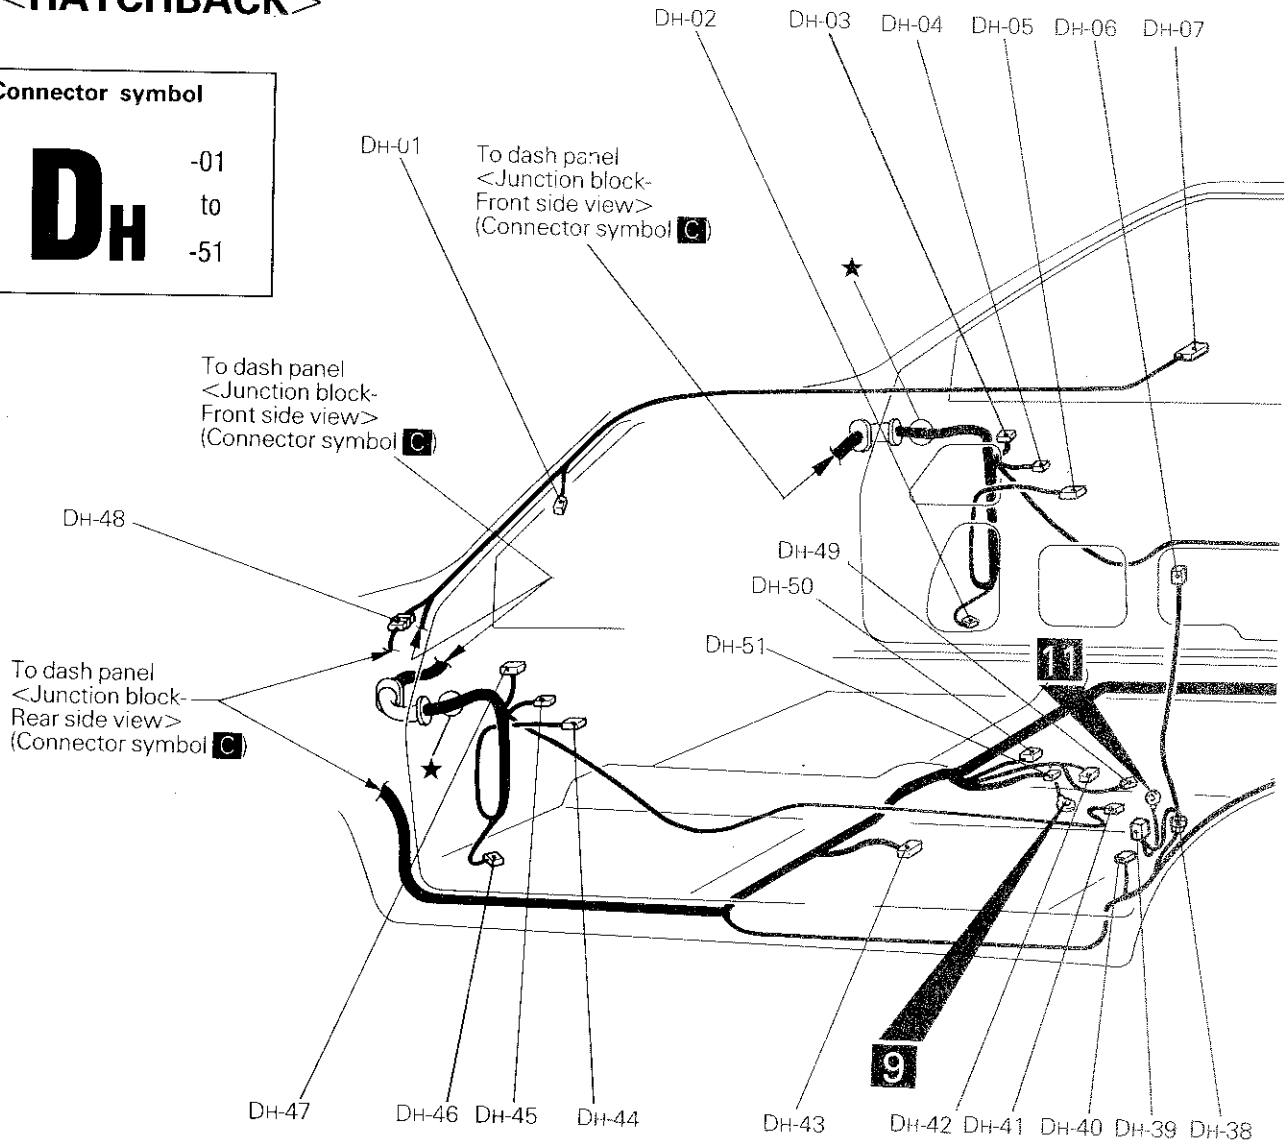 <HATCHBACK>
Connector symbol
DH
-01
to
-51
DH-01
DH-02
DH-03
DH-04
DH-05
DH-06
DH-07
To dash panel
<Junction block-
Front side view>
(Connector symbol C)
★
To dash panel
<Junction block-
Front side view>
(Connector symbol C)
DH-48
DH-49
DH-50
DH-51
11
To dash panel
<Junction block-
Rear side view>
(Connector symbol C)
★
9
DH-47
DH-46
DH-45
DH-44
DH-43
DH-42
DH-41
DH-40
DH-39
DH-38